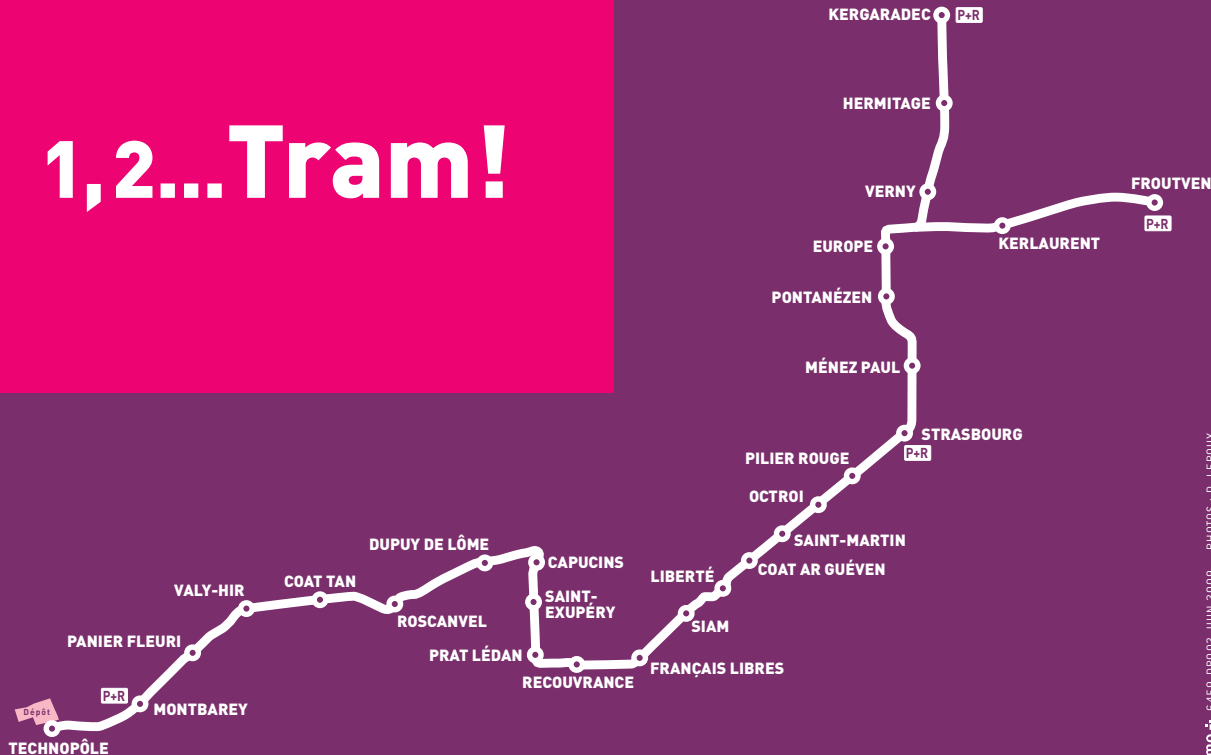 1, 2...Tram!
KERGARADEC
P+R
HERMITAGE
VERNY
FROUTVEN
P+R
KERLAURENT
EUROPE
PONTANÉZEN
MÉNEZ PAUL
STRASBOURG
P+R
PILIER ROUGE
OCTROI
SAINT-MARTIN
COAT AR GUÉVEN
LIBERTÉ
SIAM
FRANÇAIS LIBRES
RECOUVRANCE
PRAT LÉDAN
SAINT-
EXUPÉRY
CAPUCINS
DUPUY DE LÔME
ROSCANVEL
COAT TAN
VALY-HIR
PANIER FLEURI
P+R
MONTBAREY
Dépôt
TECHNOPÔLE